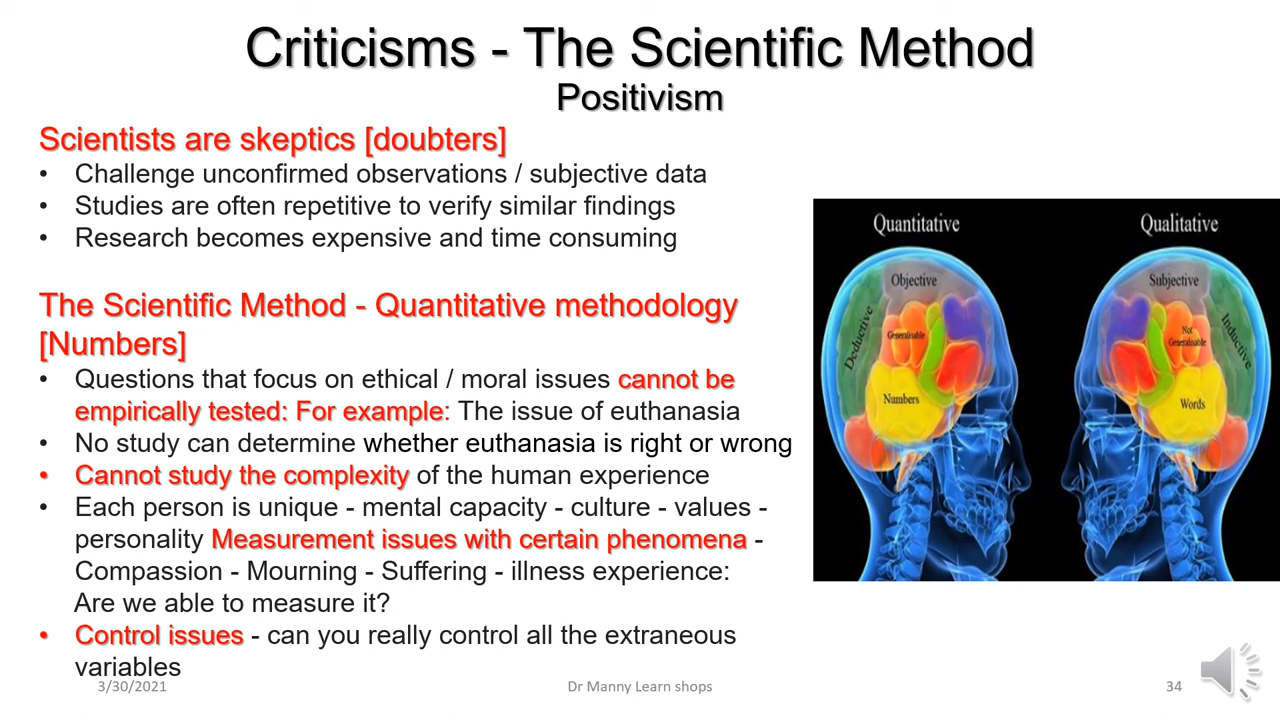 Criticisms - The Scientific Method
Positivism
Scientists are skeptics [doubters]
• Challenge unconfirmed observations / subjective data
• Studies are often repetitive to verify similar findings
• Research becomes expensive and time consuming
The Scientific Method - Quantitative methodology
[Numbers]
• Questions that focus on ethical / moral issues cannot be
empirically tested: For example: The issue of euthanasia
• No study can determine whether euthanasia is right or wrong
• Cannot study the complexity of the human experience
• Each person is unique - mental capacity - culture - values -
personality Measurement issues with certain phenomena -
Compassion - Mourning - Suffering - illness experience:
Are we able to measure it?
• Control issues - can you really control all the extraneous
variables
Quantitative
Objective
Deductive
Generalisable
Numbers
Qualitative
Subjective
Inductive
Not
Generalisable
Words
3/30/2021
Dr Manny Learn shops
34